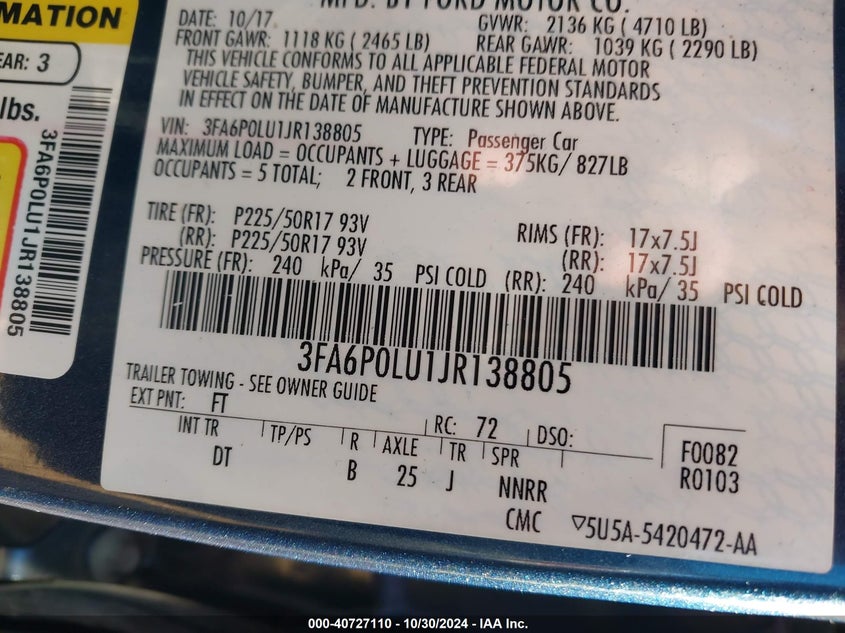 MATION
EAR: 3
lbs.
3FA6P0LU1JR138805
MFD. BY FORD MOTOR CO.
DATE: 10/17 GVWR: 2136 KG ( 4710 LB)
FRONT GAWR: 1118 KG ( 2465 LB) REAR GAWR: 1039 KG ( 2290 LB)
THIS VEHICLE CONFORMS TO ALL APPLICABLE FEDERAL MOTOR
VEHICLE SAFETY, BUMPER, AND THEFT PREVENTION STANDARDS
IN EFFECT ON THE DATE OF MANUFACTURE SHOWN ABOVE.
VIN: 3FA6P0LU1JR138805 TYPE: Passenger Car
MAXIMUM LOAD = OCCUPANTS + LUGGAGE = 375KG/ 827LB
OCCUPANTS = 5 TOTAL; 2 FRONT, 3 REAR
TIRE (FR): P225/50R17 93V RIMS (FR): 17x7.5J
(RR): P225/50R17 93V (RR): 17x7.5J
PRESSURE (FR): 240 kPa/ 35 PSI COLD (RR): 240 kPa/ 35 PSI COLD
3FA6P0LU1JR138805
TRAILER TOWING - SEE OWNER GUIDE
EXT PNT: FT RC: 72 DSO:
INT TR TP/PS R AXLE TR SPR F0082
DT B 25 J NNRR R0103
CMC ▽5U5A-5420472-AA
000-40727110 - 10/30/2024 - IAA Inc.